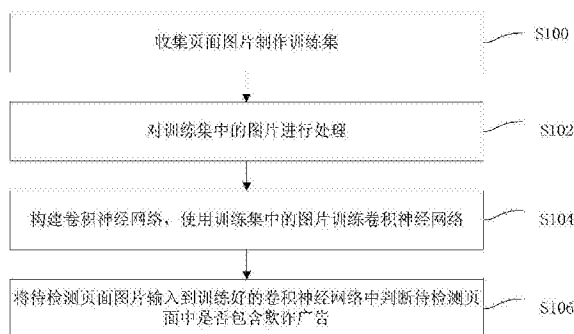 收集页面图片制作训练集
S100
对训练集中的图片进行处理
S102
构建卷积神经网络，使用训练集中的图片训练卷积神经网络
S104
将待检测页面图片输入到训练好的卷积神经网络中判断待检测页
面中是否包含欺诈广告
S106